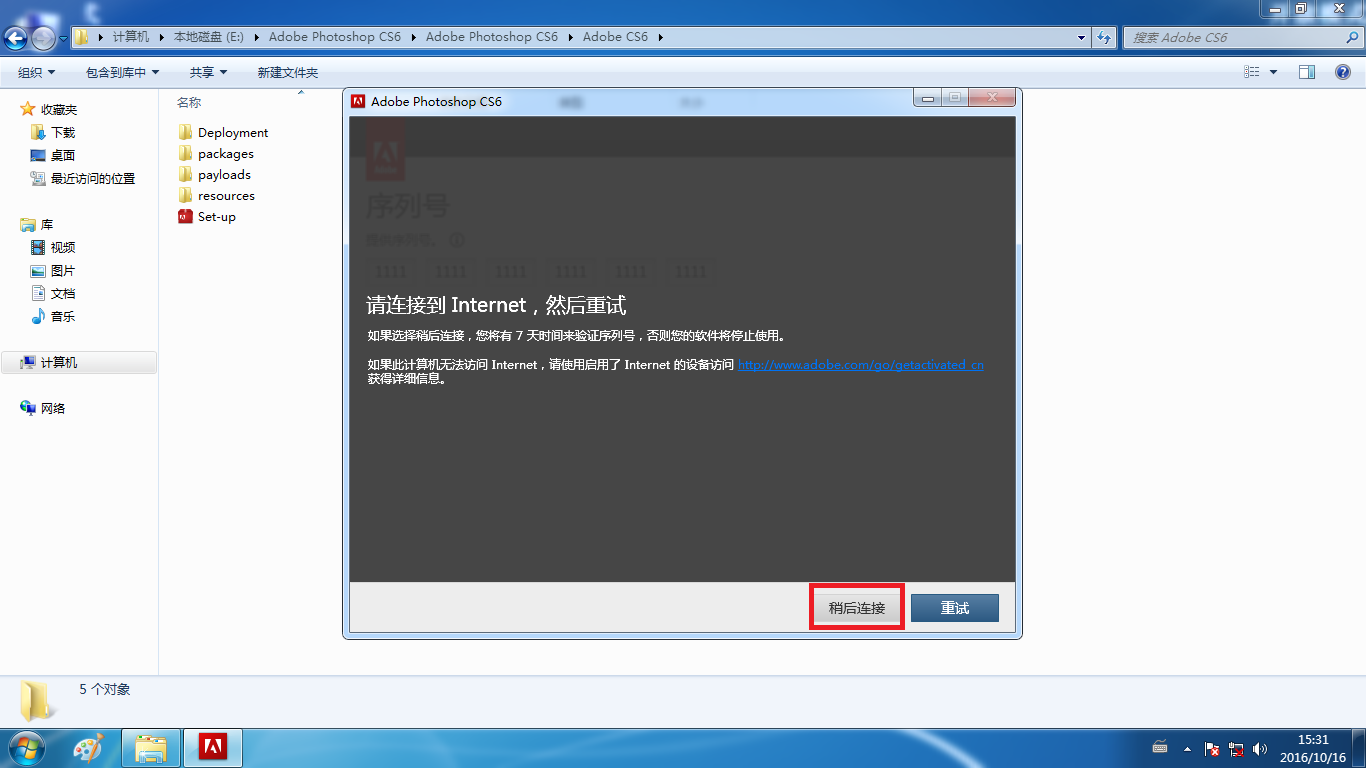 计算机 本地磁盘 (E:) Adobe Photoshop CS6 Adobe Photoshop CS6 Adobe CS6
搜索 Adobe CS6
组织 包含到库中 共享 新建文件夹
收藏夹
下载
桌面
最近访问的位置
库
视频
图片
文档
音乐
计算机
网络
名称
Deployment
packages
payloads
resources
Set-up
Adobe Photoshop CS6
序列号
提供序列号。
1111 1111 1111 1111 1111 1111
请连接到 Internet，然后重试
如果选择稍后连接，您将有 7 天时间来验证序列号，否则您的软件将停止使用。
如果此计算机无法访问 Internet，请使用启用了 Internet 的设备访问 http://www.adobe.com/go/getactivated_cn
获得详细信息。
稍后连接 重试
5 个对象
15:31
2016/10/16